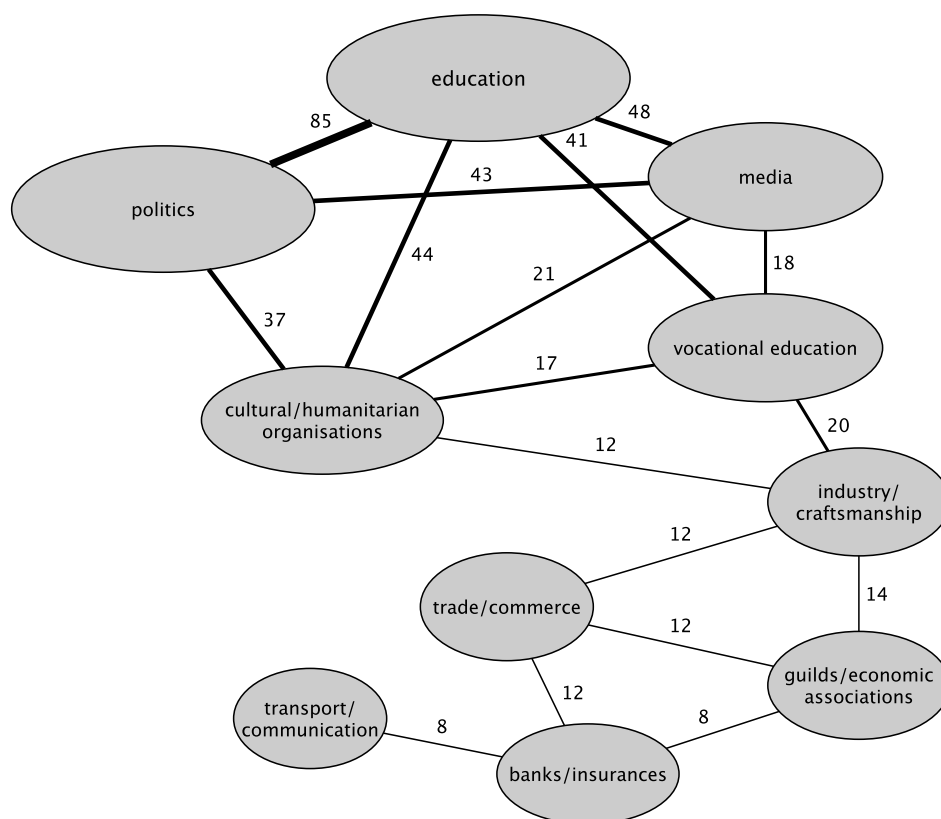 education
85
48
41
media
43
politics
44
18
21
37
vocational education
17
cultural/humanitarian
organisations
20
12
industry/
craftsmanship
12
14
trade/commerce
12
guilds/economic
associations
12
transport/
communication
8
8
banks/insurances